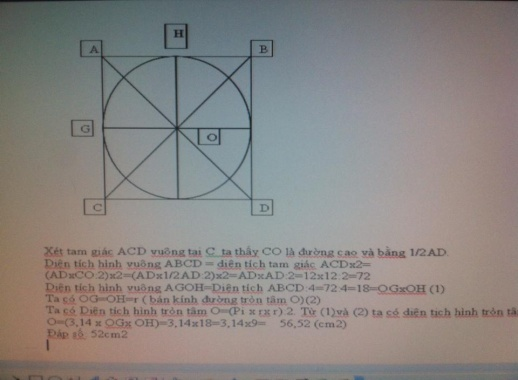 H
A B
G O
C D
Xét tam giác ACD vuông tại C ta thấy CO là đường cao và bằng 1/2AD.
Diện tích hình vuông ABCD = diện tích tam giác ACDx2=
(ADxCO:2)x2=(ADx1/2AD:2)x2=ADxAD:2=12x12:2=72
Diện tích hình vuông AGOH=Diện tích ABCD:4=72:4=18=OGxOH (1)
Ta có OG=OH=r ( bán kính đường tròn tâm O)(2)
Ta có Diện tích hình tròn tâm O=(Pi x rx r).2. Từ (1)và (2) ta có diện tích hình tròn tâm
O=(3,14 x OGx OH)=3,14x18=3,14x9= 56,52 (cm2)
Đáp số: 52cm2